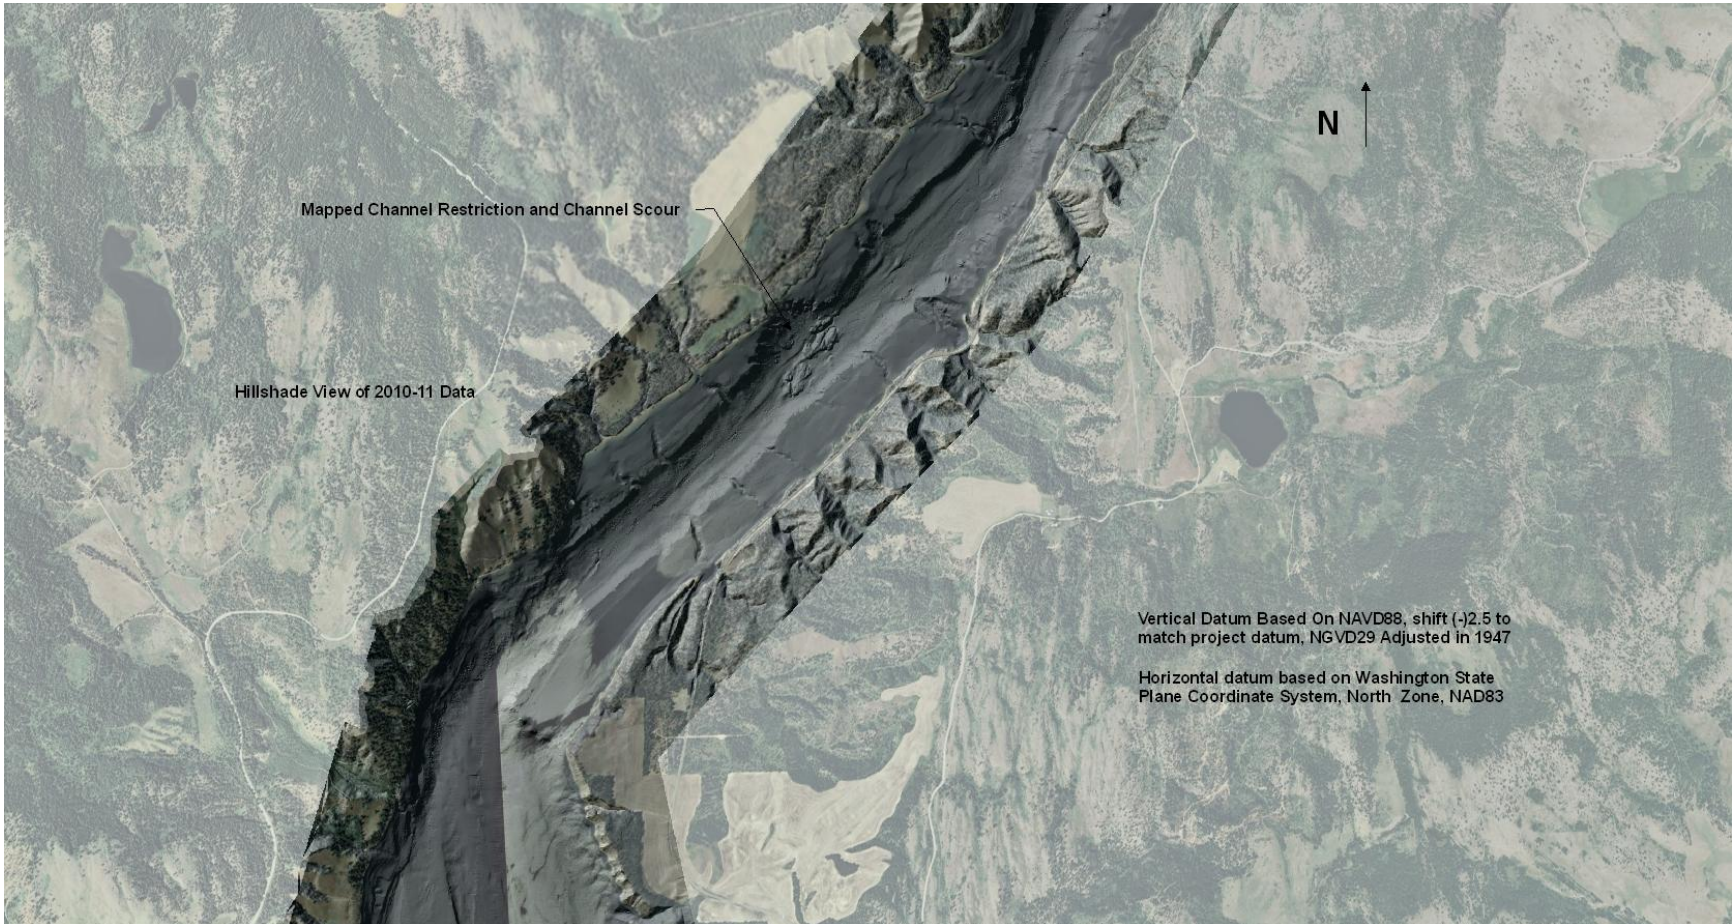 N
Mapped Channel Restriction and Channel Scour
Hillshade View of 2010-11 Data
Vertical Datum Based On NAVD88, shift (-)2.5 to
match project datum, NGVD29 Adjusted in 1947
Horizontal datum based on Washington State
Plane Coordinate System, North Zone, NAD83